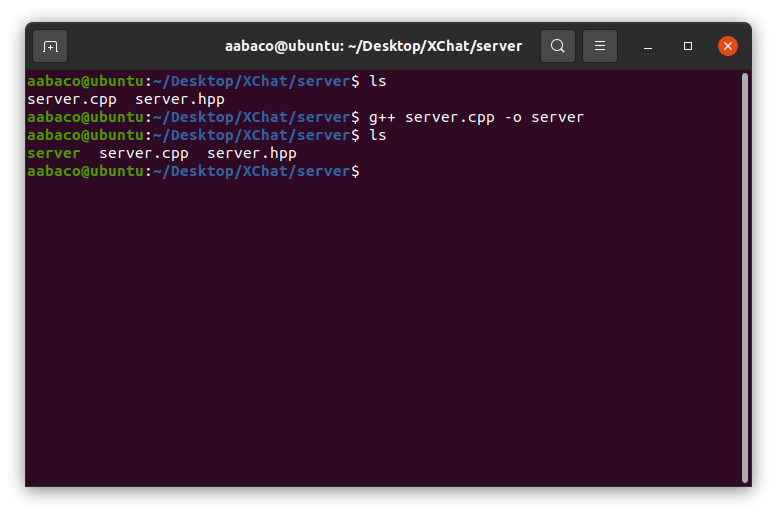 aabaco@ubuntu: ~/Desktop/XChat/server
aabaco@ubuntu:~/Desktop/XChat/server$ ls
server.cpp  server.hpp
aabaco@ubuntu:~/Desktop/XChat/server$ g++ server.cpp -o server
aabaco@ubuntu:~/Desktop/XChat/server$ ls
server  server.cpp  server.hpp
aabaco@ubuntu:~/Desktop/XChat/server$